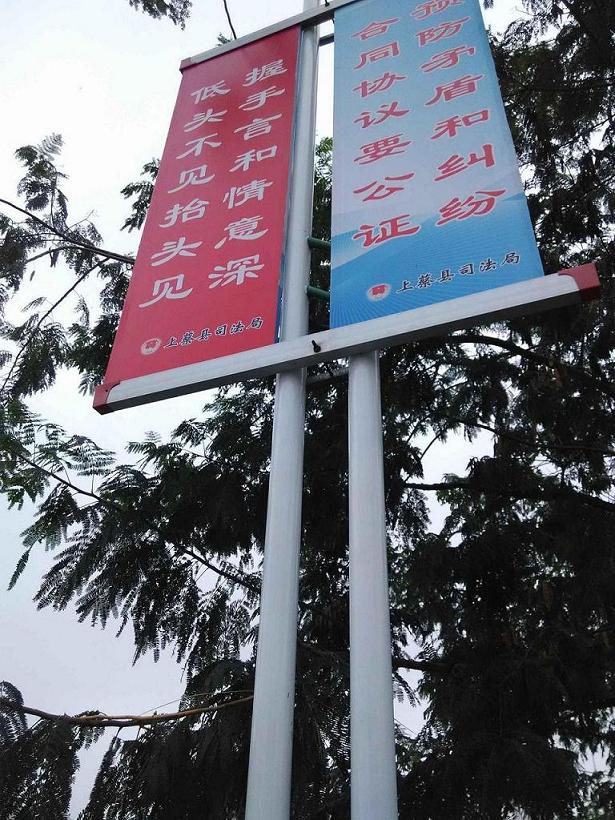 低头不见抬头见
握手言和情意深
上蔡县司法局
合同协议要公证
预防矛盾和纠纷
上蔡县司法局